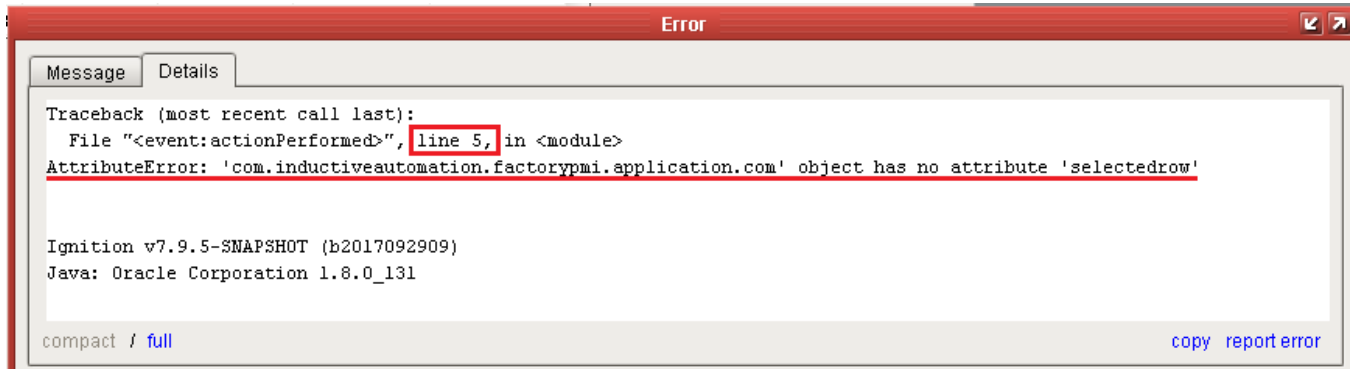 Error
Message Details
Traceback (most recent call last):
File "<event:actionPerformed>", line 5, in <module>
AttributeError: 'com.inductiveautomation.factorypmi.application.com' object has no attribute 'selectedrow'
Ignition v7.9.5-SNAPSHOT (b2017092909)
Java: Oracle Corporation 1.8.0_131
compact / full copy report error